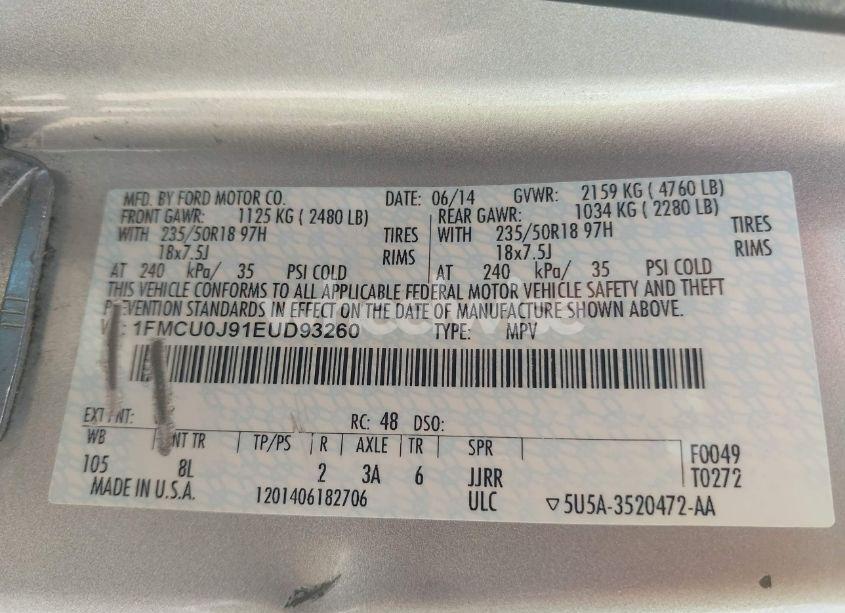 MFD. BY FORD MOTOR CO. DATE: 06/14 GVWR: 2159 KG ( 4760 LB)
FRONT GAWR: 1125 KG ( 2480 LB) REAR GAWR: 1034 KG ( 2280 LB)
WITH 235/50R18 97H TIRES WITH 235/50R18 97H TIRES
18x7.5J RIMS 18x7.5J RIMS
AT 240 kPa/ 35 PSI COLD AT 240 kPa/ 35 PSI COLD
THIS VEHICLE CONFORMS TO ALL APPLICABLE FEDERAL MOTOR VEHICLE SAFETY AND THEFT
PREVENTION STANDARDS IN EFFECT ON THE DATE OF MANUFACTURE SHOWN ABOVE.
1FMCU0J91EUD93260 TYPE: MPV
EXT NT: RC: 48 DSO:
WB NT TR TP/PS R AXLE TR SPR F0049
105 8L 2 3A 6 JJRR T0272
MADE IN U.S.A. 1201406182706 ULC 5U5A-3520472-AA